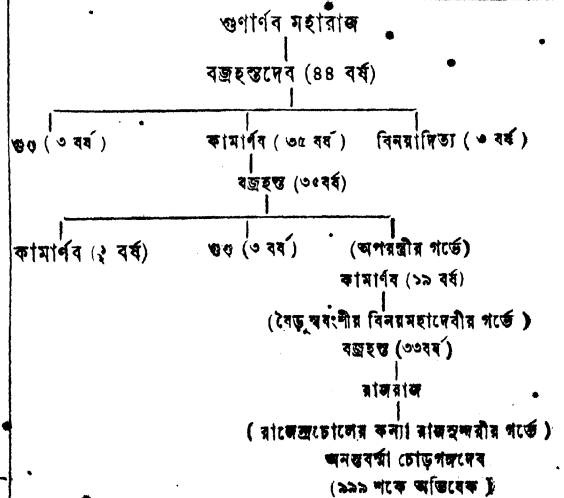 গুণার্ণব মহারাজ
বজ্রহস্তদেব (৪৪ বর্ষ)
গুণ্ড (৩ বর্ষ) কামার্ণব (৩৫ বর্ষ) বিনয়াদিত্য (৩ বর্ষ)
বজ্রহস্ত (৩৫বর্ষ)
কামার্ণব (½ বর্ষ) গুণ্ড (৩ বর্ষ) (অপরস্ত্রীর গর্ভে)
কামার্ণব (১৯ বর্ষ)
(বৈডুম্ববংশীয় বিনয়মহাদেবীর গর্ভে)
বজ্রহস্ত (৩৩বর্ষ)
রাজরাজ
(রাজেন্দ্রচোলের কন্যা রাজসুন্দরীর গর্ভে)
অনন্তবর্ম্মা চোড়গঙ্গদেব
(৯৯৯ শকে অভিষেক)